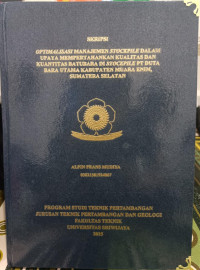 SKRIPSI
OPTIMALISASI MANAJEMEN STOCKPILE DALAM
UPAYA MEMPERTAHANKAN KUALITAS DAN
KUANTITAS BATUBARA DI STOCKPILE PT DUTA
BARA UTAMA KABUPATEN MUARA ENIM,
SUMATERA SELATAN
PROGRAM STUDI TEKNIK PERTAMBANGAN
JURUSAN TEKNIK PERTAMBANGAN DAN GEOLOGI
FAKULTAS TEKNIK
UNIVERSITAS SRIWIJAYA